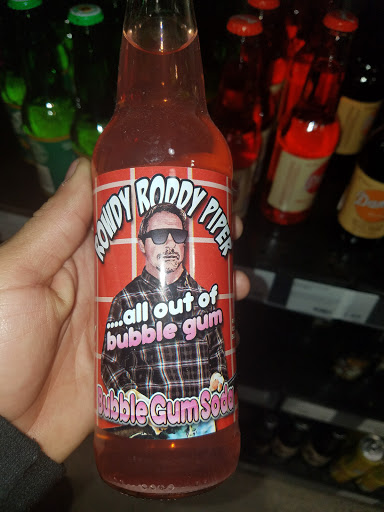 ROWDY RODDY PIPER
....all out of
bubble gum
Bubble Gum Soda